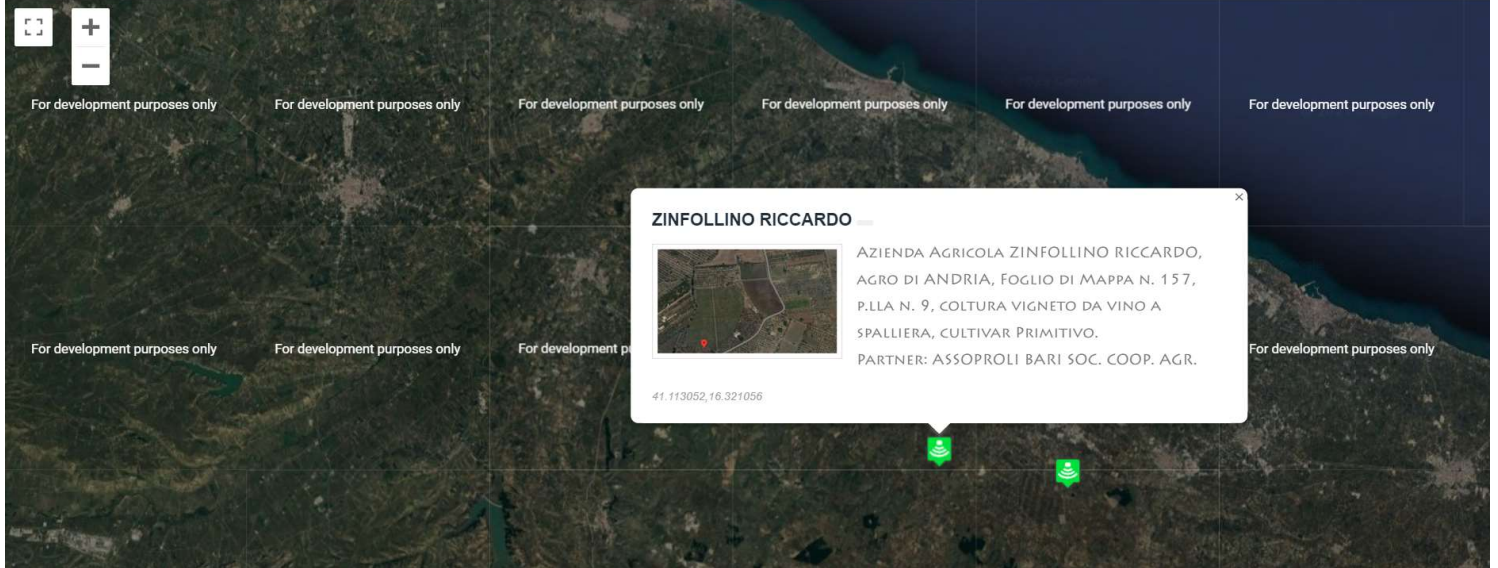 +
−
For development purposes only For development purposes only For development purposes only For development purposes only For development purposes only For development purposes only
×
ZINFOLLINO RICCARDO
Azienda Agricola ZINFOLLINO RICCARDO,
agro di ANDRIA, Foglio di Mappa n. 157,
p.lla n. 9, coltura vigneto da vino a
spalliera, cultivar Primitivo.
Partner: ASSOPROLI BARI SOC. COOP. AGR.
41.113052,16.321056
For development purposes only For development purposes only For development p For development purposes only